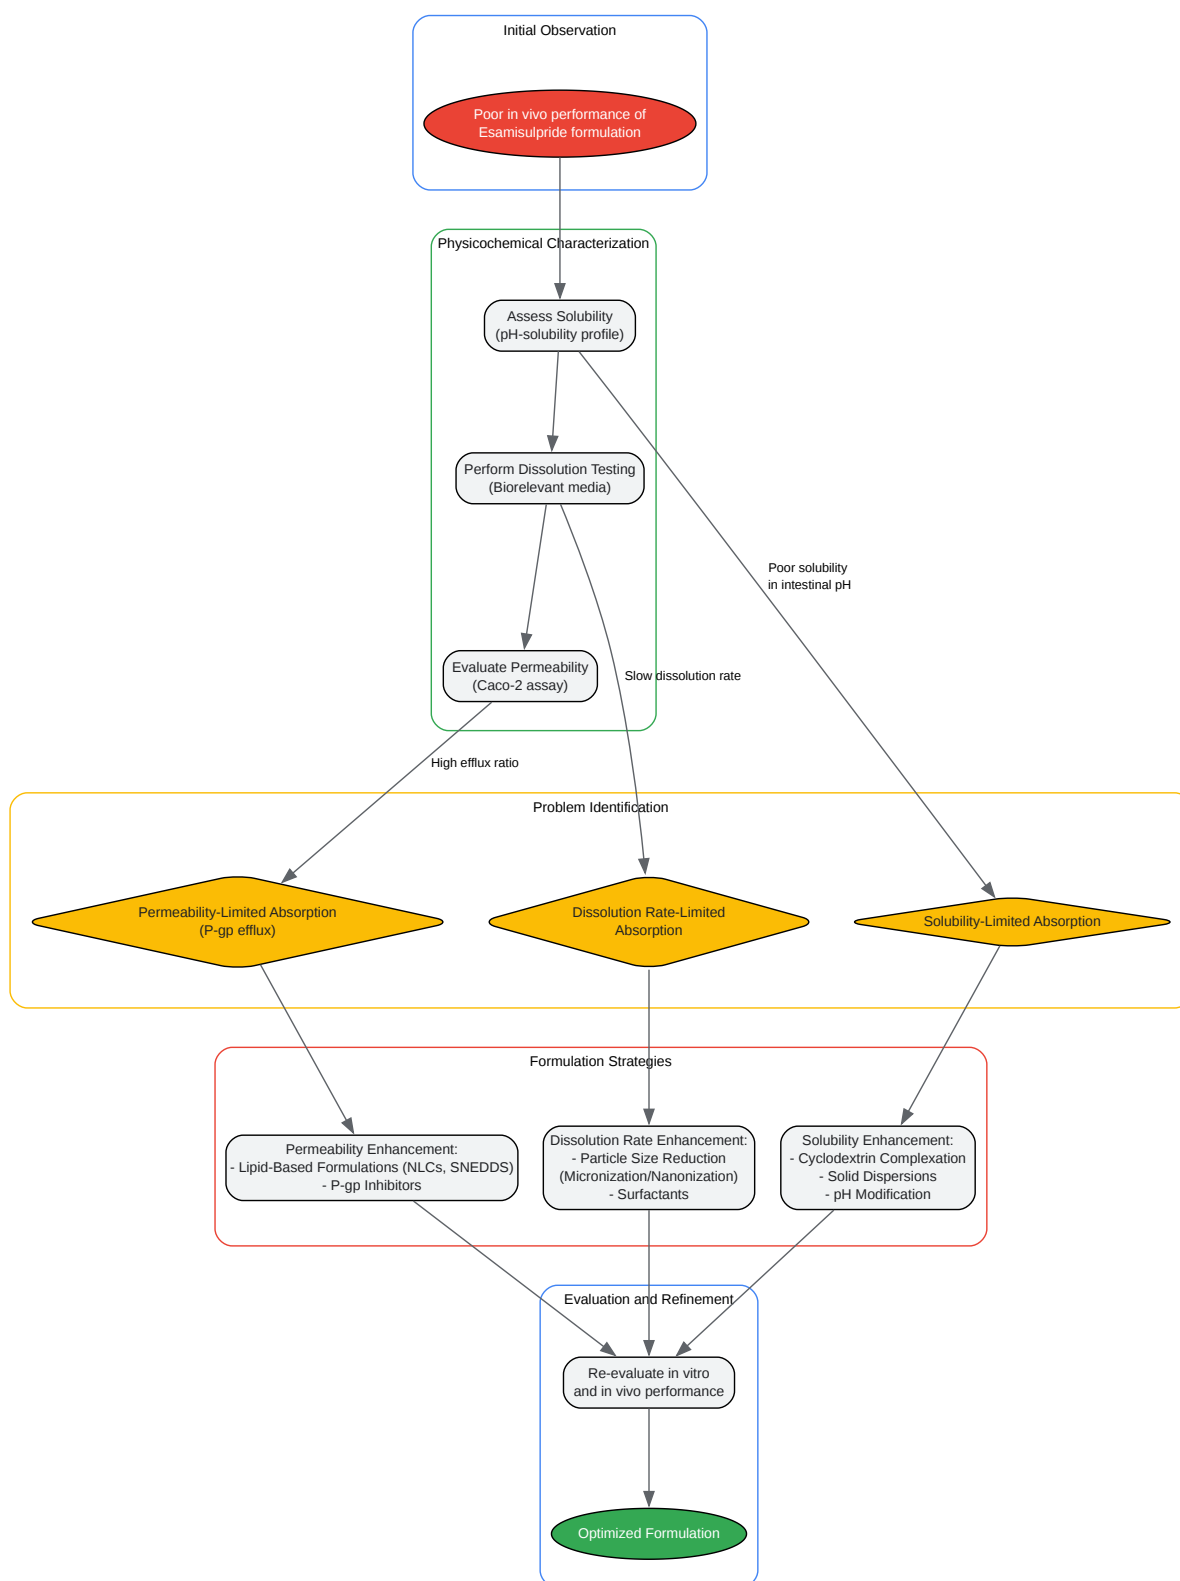 Initial Observation
Poor in vivo performance of
Esamisulpride formulation
Physicochemical Characterization
Assess Solubility
(pH-solubility profile)
Perform Dissolution Testing
(Biorelevant media)
Poor solubility
in intestinal pH
Evaluate Permeability
(Caco-2 assay)
Slow dissolution rate
High efflux ratio
Problem Identification
Permeability-Limited Absorption
(P-gp efflux)
Dissolution Rate-Limited
Absorption
Solubility-Limited Absorption
Formulation Strategies
Permeability Enhancement:
- Lipid-Based Formulations (NLCs, SNEDDS)
- P-gp Inhibitors
Dissolution Rate Enhancement:
- Particle Size Reduction
(Micronization/Nanonization)
- Surfactants
Solubility Enhancement:
- Cyclodextrin Complexation
- Solid Dispersions
- pH Modification
Evaluation and Refinement
Re-evaluate in vitro
and in vivo performance
Optimized Formulation